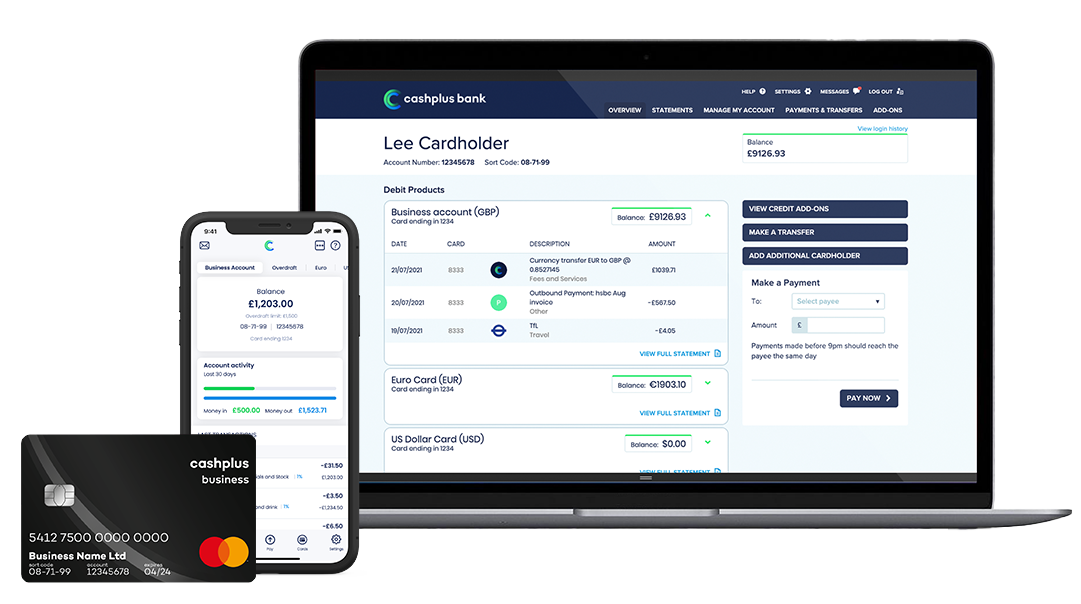 cashplus bank
HELP
SETTINGS
MESSAGES
LOG OUT
OVERVIEW
STATEMENTS
MANAGE MY ACCOUNT
PAYMENTS & TRANSFERS
ADD-ONS
View login history
Lee Cardholder
Account Number: 12345678 Sort Code: 08-71-99
Balance
£9126.93
Debit Products
Business account (GBP)
Card ending in 1234
Balance: £9126.93
DATE CARD DESCRIPTION AMOUNT
21/07/2021 8333 Currency transfer EUR to GBP @ £1039.71
0.8527145
Fees and Services
20/07/2021 8333 P Outbound Payment: hsbc Aug -£567.50
invoice
Other
19/07/2021 8333 TfL -£4.05
Travel
VIEW FULL STATEMENT
Euro Card (EUR)
Card ending in 1234
Balance: €1903.10
VIEW FULL STATEMENT
US Dollar Card (USD)
Card ending in 1234
Balance: $0.00
VIEW FULL STATEMENT
VIEW CREDIT ADD-ONS
MAKE A TRANSFER
ADD ADDITIONAL CARDHOLDER
Make a Payment
To: Select payee
Amount £
Payments made before 9pm should reach the
payee the same day
PAY NOW
9:41
Business Account Overdraft Euro
Balance
£1,203.00
Overdraft limit: £1,500
08-71-99 | 12345678
Card ending 1234
Account activity
Last 30 days
Money in £500.00 Money out £1,523.71
-£31.50
and stock 1% £1,203.00
-£3.50
drink 1% -£1,234.50
-£6.50
Pay
Cards
Settings
cashplus
business
5412 7500 0000 0000
Business Name Ltd
sort code account expires
08-71-99 12345678 04/24